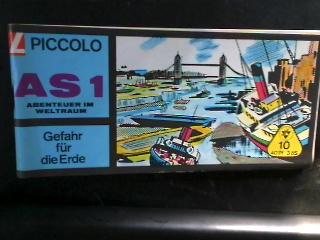 PICCOLO
AS 1
ABENTEUER IM
WELTRAUM
Gefahr
für
die Erde
10